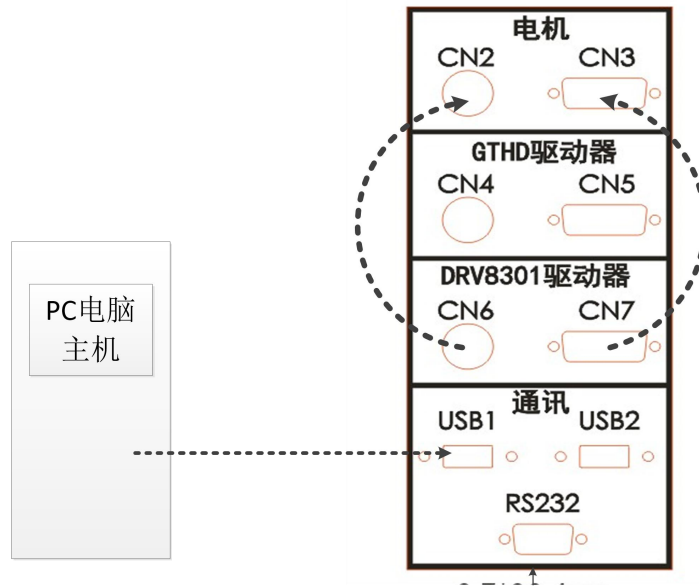 电机
CN2 CN3
GTHD驱动器
CN4 CN5
DRV8301驱动器
CN6 CN7
PC电脑
主机
通讯
USB1 USB2
RS232